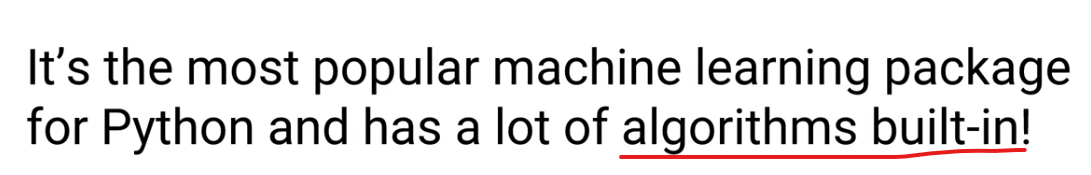 It’s the most popular machine learning package
for Python and has a lot of algorithms built-in!